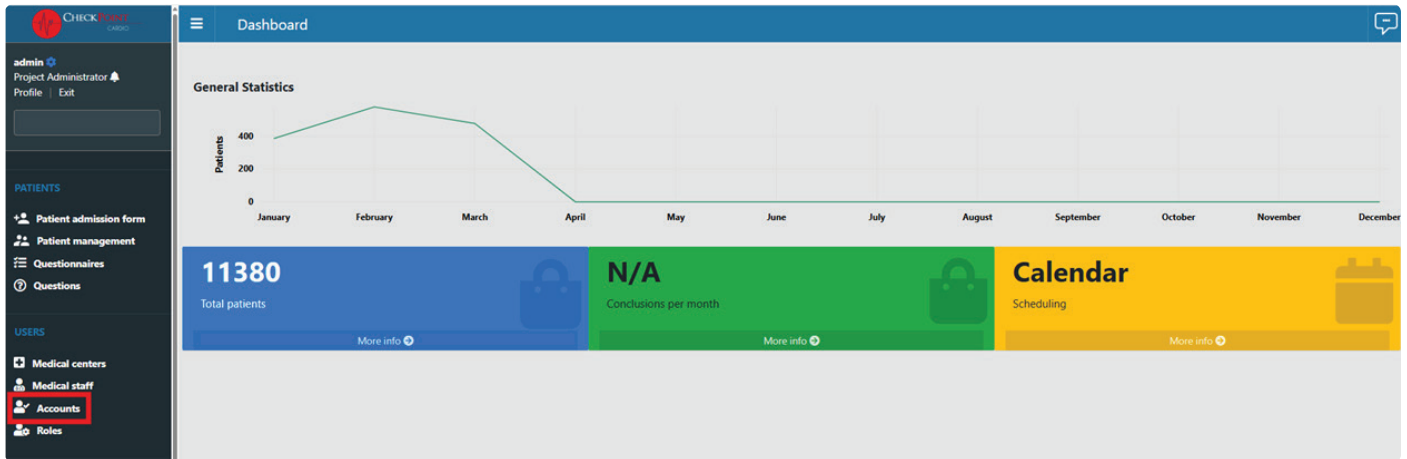 CHECKPOINT
CARDIO
Dashboard
admin
Project Administrator
Profile | Exit
PATIENTS
Patient admission form
Patient management
Questionnaires
Questions
USERS
Medical centers
Medical staff
Accounts
Roles
General Statistics
Patients
400
200
0
January February March April May June July August September October November December
11380
Total patients
More info
N/A
Conclusions per month
More info
Calendar
Scheduling
More info